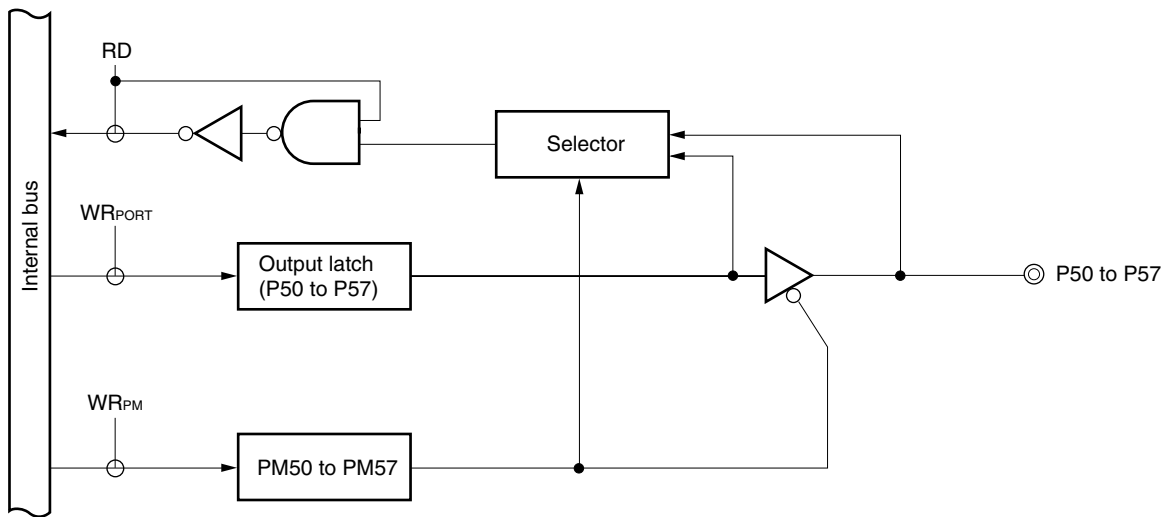 RD
Selector
Internal bus
WRPORT
Output latch
(P50 to P57)
P50 to P57
WRPM
PM50 to PM57